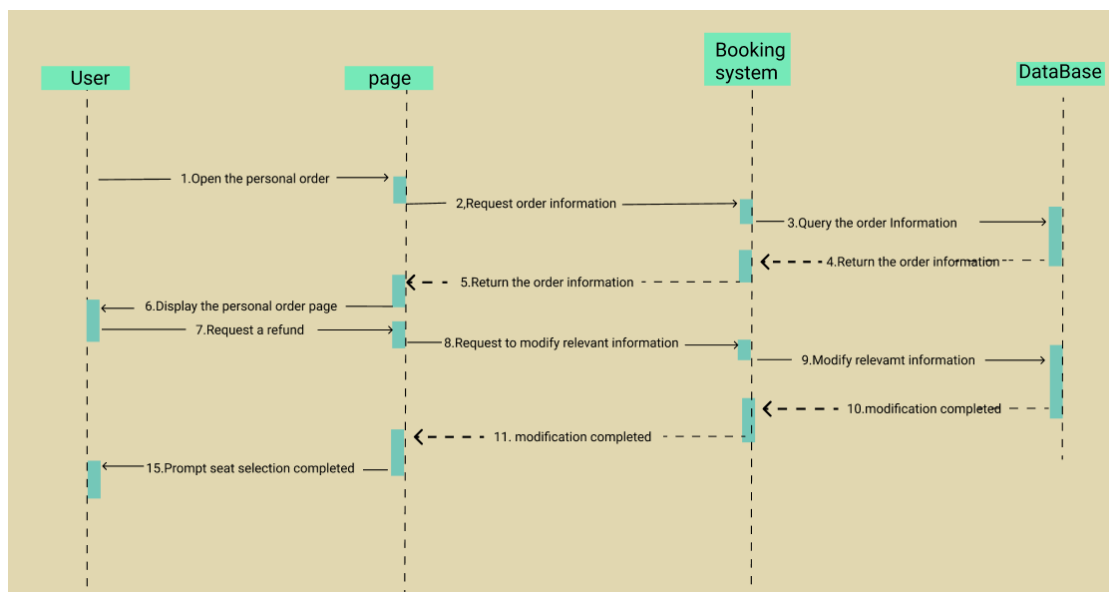 User
page
Booking
system
DataBase
1.Open the personal order
2,Request order information
3.Query the order Information
4.Return the order information
5.Return the order information
6.Display the personal order page
7.Request a refund
8.Request to modify relevant information
9.Modify relevamt information
10.modification completed
11. modification completed
15.Prompt seat selection completed